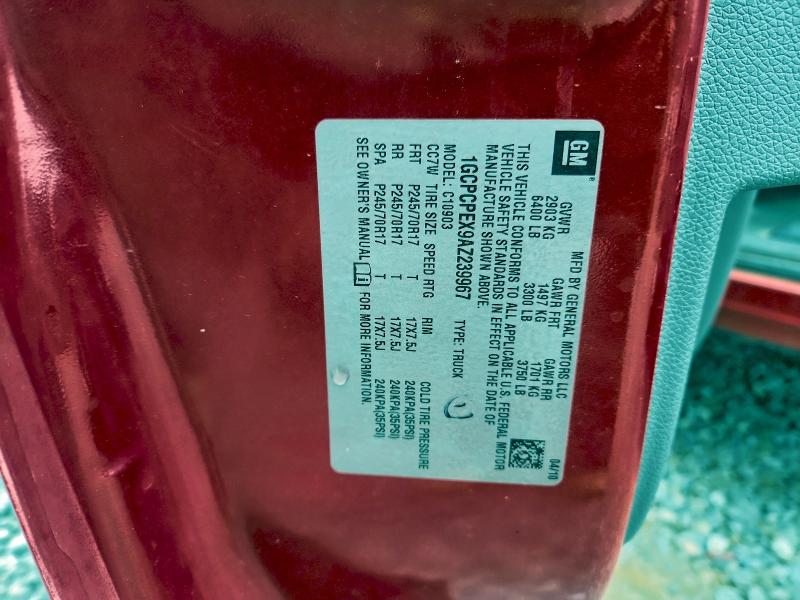 GM
MFD BY GENERAL MOTORS LLC 04/10
GVWR GAWR FRT GAWR RR
2903 KG 1497 KG 1701 KG
6400 LB 3300 LB 3750 LB
THIS VEHICLE CONFORMS TO ALL APPLICABLE U.S. FEDERAL MOTOR
VEHICLE SAFETY STANDARDS IN EFFECT ON THE DATE OF
MANUFACTURE SHOWN ABOVE.
1GCPCPEX9AZ233967 TYPE: TRUCK
MODEL: C10903
CC7W TIRE SIZE SPEED RTG RIM COLD TIRE PRESSURE
FRT P245/70R17 T 17X7.5J 240KPA(35PSI)
RR P245/70R17 T 17X7.5J 240KPA(35PSI)
SPA P245/70R17 T 17X7.5J 240KPA(35PSI)
SEE OWNER'S MANUAL FOR MORE INFORMATION.